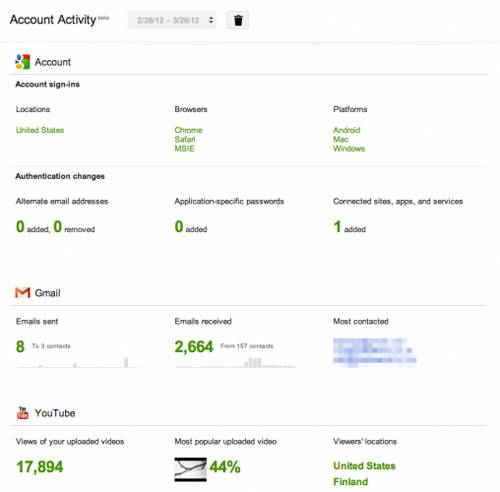 Account Activity beta
2/28/12 – 3/26/12
Account
Account sign-ins
Locations Browsers Platforms
United States Chrome Android
Safari Mac
MSIE Windows
Authentication changes
Alternate email addresses Application-specific passwords Connected sites, apps, and services
0 added, 0 removed 0 added 1 added
Gmail
Emails sent Emails received Most contacted
8 To 3 contacts 2,664 From 157 contacts
YouTube
Views of your uploaded videos Most popular uploaded video Viewers' locations
17,894 44% United States
Finland